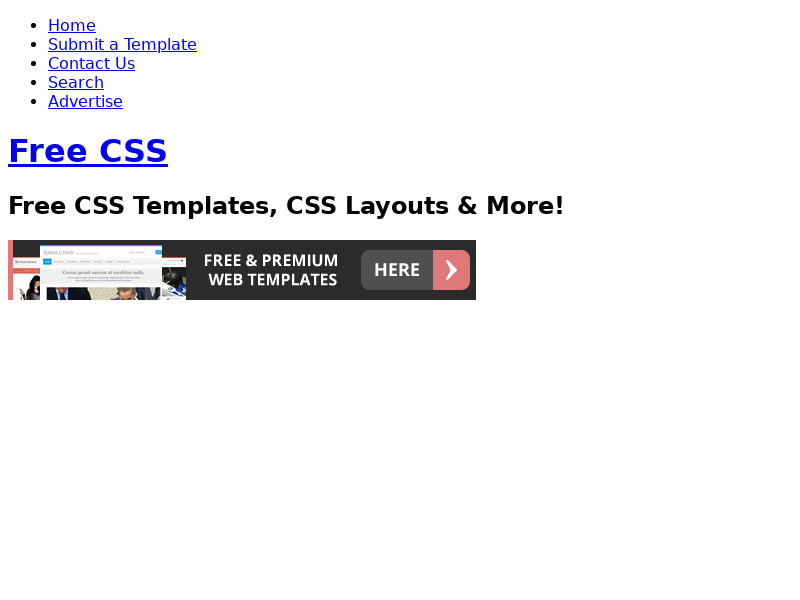 Home
Submit a Template
Contact Us
Search
Advertise
Free CSS
Free CSS Templates, CSS Layouts & More!
FREE & PREMIUM
WEB TEMPLATES
HERE